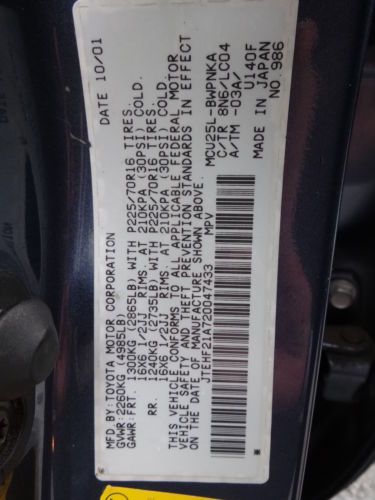 MFD.BY:TOYOTA MOTOR CORPORATION DATE 10/01
GVWR:2260KG (4985LB)
GAWR:FRT. 1300KG (2865LB) WITH P225/70R16 TIRES.
16X6 1/2JJ RIMS. AT 210KPA (30PSI) COLD.
RR. 1240KG (2735LB) WITH P225/70R16 TIRES.
16X6 1/2JJ RIMS. AT 210KPA (30PSI) COLD.
THIS VEHICLE CONFORMS TO ALL APPLICABLE FEDERAL MOTOR
VEHICLE SAFETY AND THEFT PREVENTION STANDARDS IN EFFECT
ON THE DATE OF MANUFACTURE SHOWN ABOVE.
JTEHF21A720047433 MPV
MCU25L-BWPNKA
C/TR 8N6/LC04
A/TM -03A/ U140F
MADE IN JAPAN
NO.986